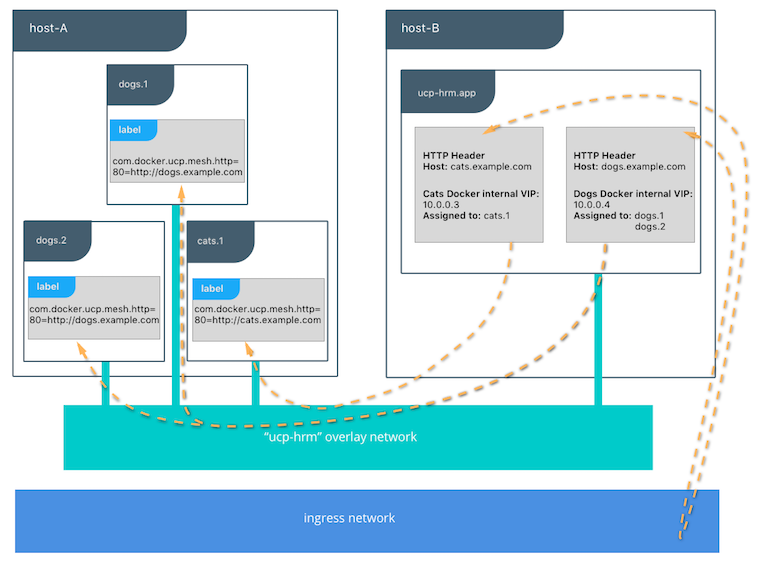 host-A
dogs.1
label
com.docker.ucp.mesh.http=
80=http://dogs.example.com
dogs.2
label
com.docker.ucp.mesh.http=
80=http://dogs.example.com
cats.1
label
com.docker.ucp.mesh.http=
80=http://cats.example.com
host-B
ucp-hrm.app
HTTP Header
Host: cats.example.com
Cats Docker internal VIP:
10.0.0.3
Assigned to: cats.1
HTTP Header
Host: dogs.example.com
Dogs Docker internal VIP:
10.0.0.4
Assigned to: dogs.1
dogs.2
“ucp-hrm” overlay network
ingress network